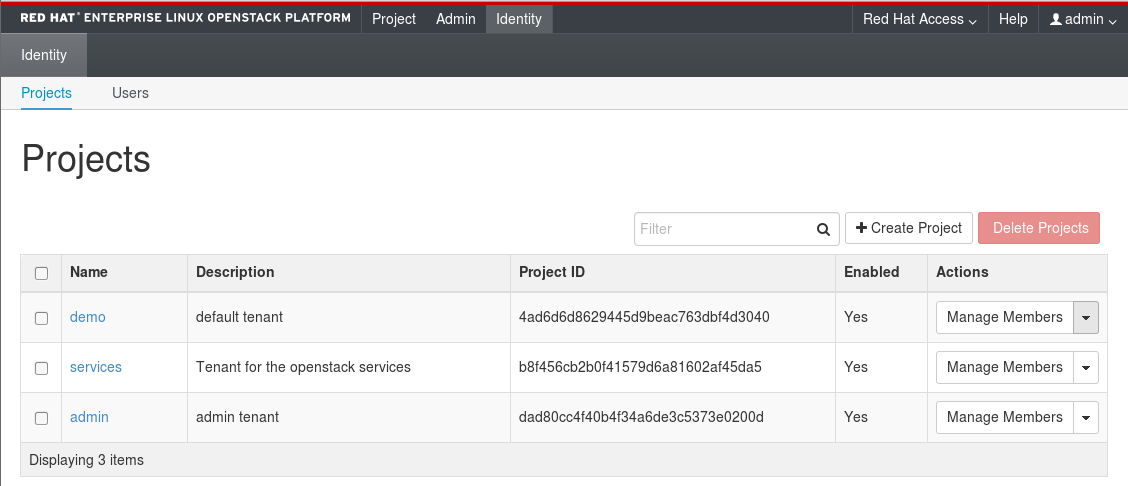 RED HAT® ENTERPRISE LINUX OPENSTACK PLATFORM Project Admin Identity Red Hat Access Help admin
Identity
Projects Users
Projects
Filter Create Project Delete Projects
Name Description Project ID Enabled Actions
demo default tenant 4ad6d6d8629445d9beac763dbf4d3040 Yes Manage Members
services Tenant for the openstack services b8f456cb2b0f41579d6a81602af45da5 Yes Manage Members
admin admin tenant dad80cc4f40b4f34a6de3c5373e0200d Yes Manage Members
Displaying 3 items